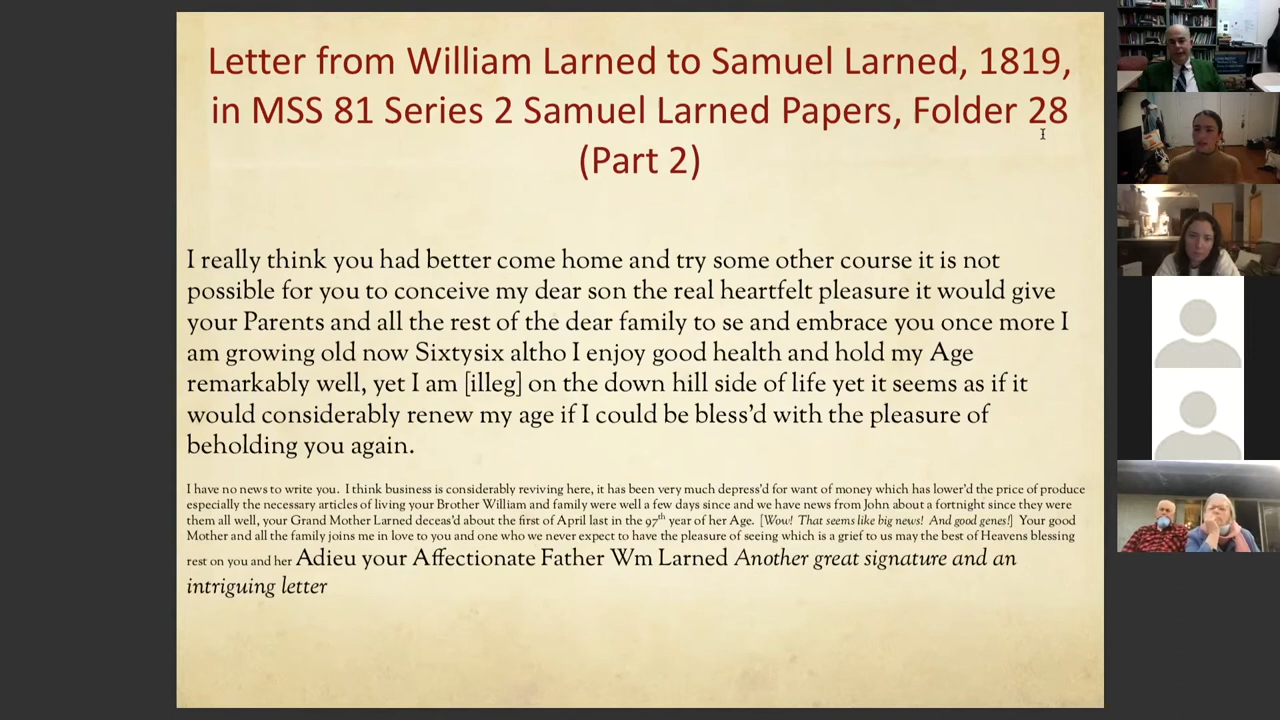 Letter from William Larned to Samuel Larned, 1819,
in MSS 81 Series 2 Samuel Larned Papers, Folder 28
(Part 2)
I really think you had better come home and try some other course it is not
possible for you to conceive my dear son the real heartfelt pleasure it would give
your Parents and all the rest of the dear family to se and embrace you once more I
am growing old now Sixtysix altho I enjoy good health and hold my Age
remarkably well, yet I am [illeg] on the down hill side of life yet it seems as if it
would considerably renew my age if I could be bless'd with the pleasure of
beholding you again.
I have no news to write you. I think business is considerably reviving here, it has been very much depress'd for want of money which has lower'd the price of produce
especially the necessary articles of living your Brother William and family were well a few days since and we have news from John about a fortnight since they were
them all well, your Grand Mother Larned deceas'd about the first of April last in the 97th year of her Age. [Wow! That seems like big news! And good genes!] Your good
Mother and all the family joins me in love to you and one who we never expect to have the pleasure of seeing which is a grief to us may the best of Heavens blessing
rest on you and her Adieu your Affectionate Father Wm Larned Another great signature and an
intriguing letter